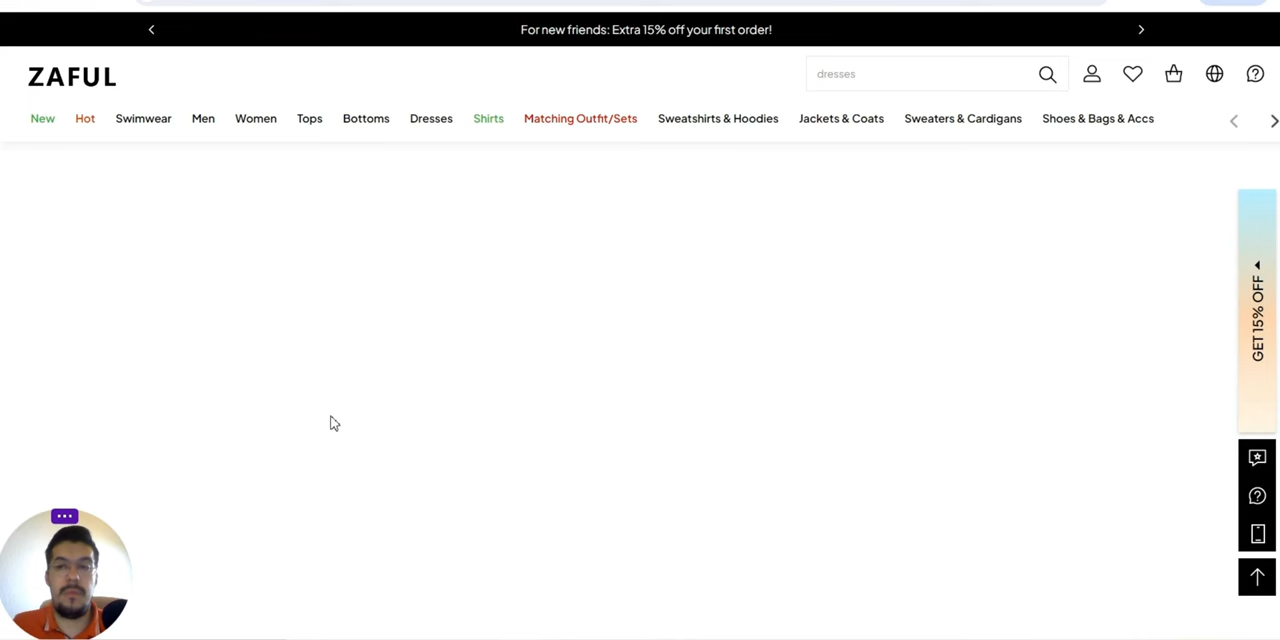 For new friends: Extra 15% off your first order!
ZAFUL
dresses
New Hot Swimwear Men Women Tops Bottoms Dresses Shirts Matching Outfit/Sets Sweatshirts & Hoodies Jackets & Coats Sweaters & Cardigans Shoes & Bags & Accs
GET 15% OFF